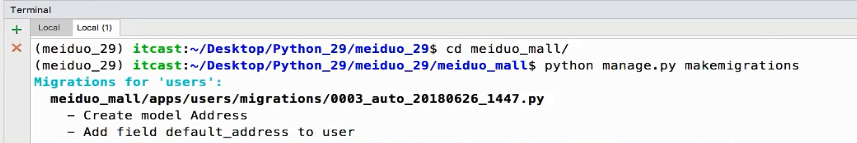 Terminal
+ Local Local (1)
× (meiduo_29) itcast:~/Desktop/Python_29/meiduo_29$ cd meiduo_mall/
(meiduo_29) itcast:~/Desktop/Python_29/meiduo_29/meiduo_mall$ python manage.py makemigrations
Migrations for 'users':
meiduo_mall/apps/users/migrations/0003_auto_20180626_1447.py
- Create model Address
- Add field default_address to user